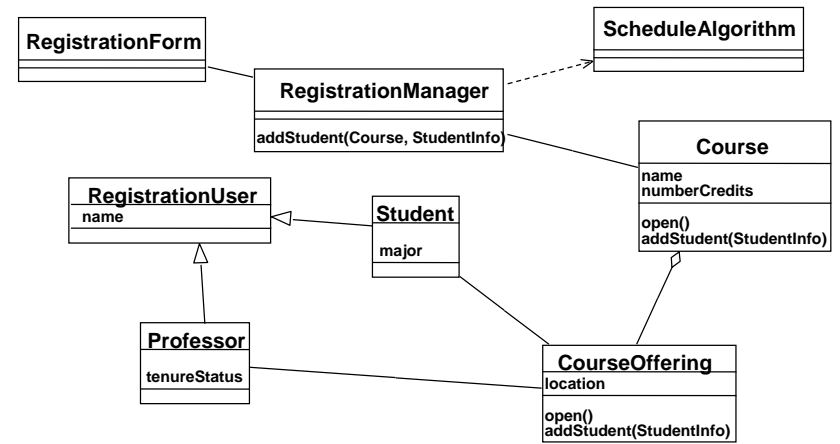 RegistrationForm
ScheduleAlgorithm
RegistrationManager
addStudent(Course, StudentInfo)
Course
name
numberCredits
open()
addStudent(StudentInfo)
RegistrationUser
name
Student
major
Professor
tenureStatus
CourseOffering
location
open()
addStudent(StudentInfo)